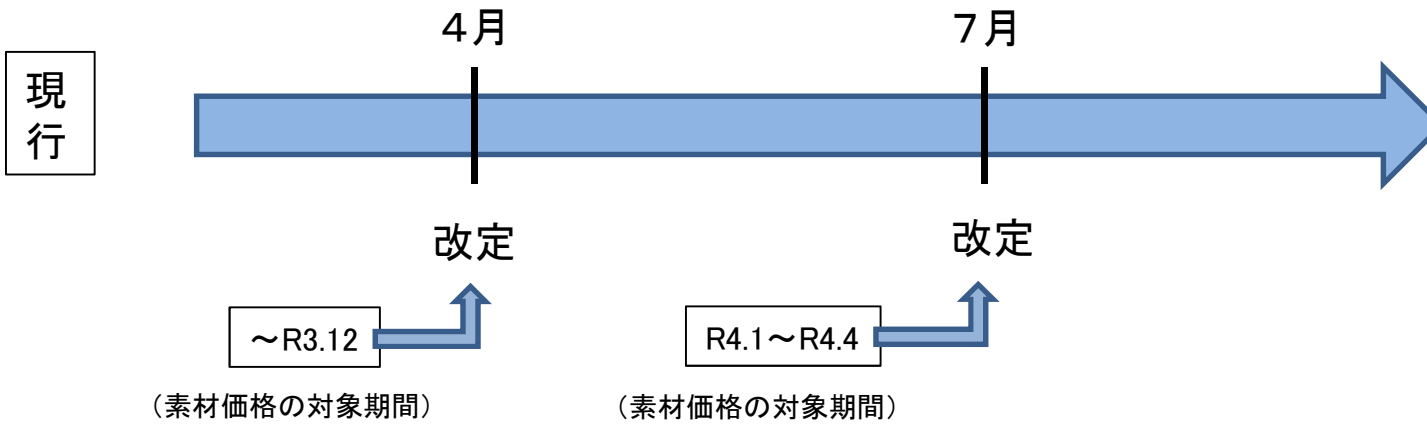 ４月
７月
現
行
改定
改定
～R3.12
R4.1～R4.4
（素材価格の対象期間）
（素材価格の対象期間）